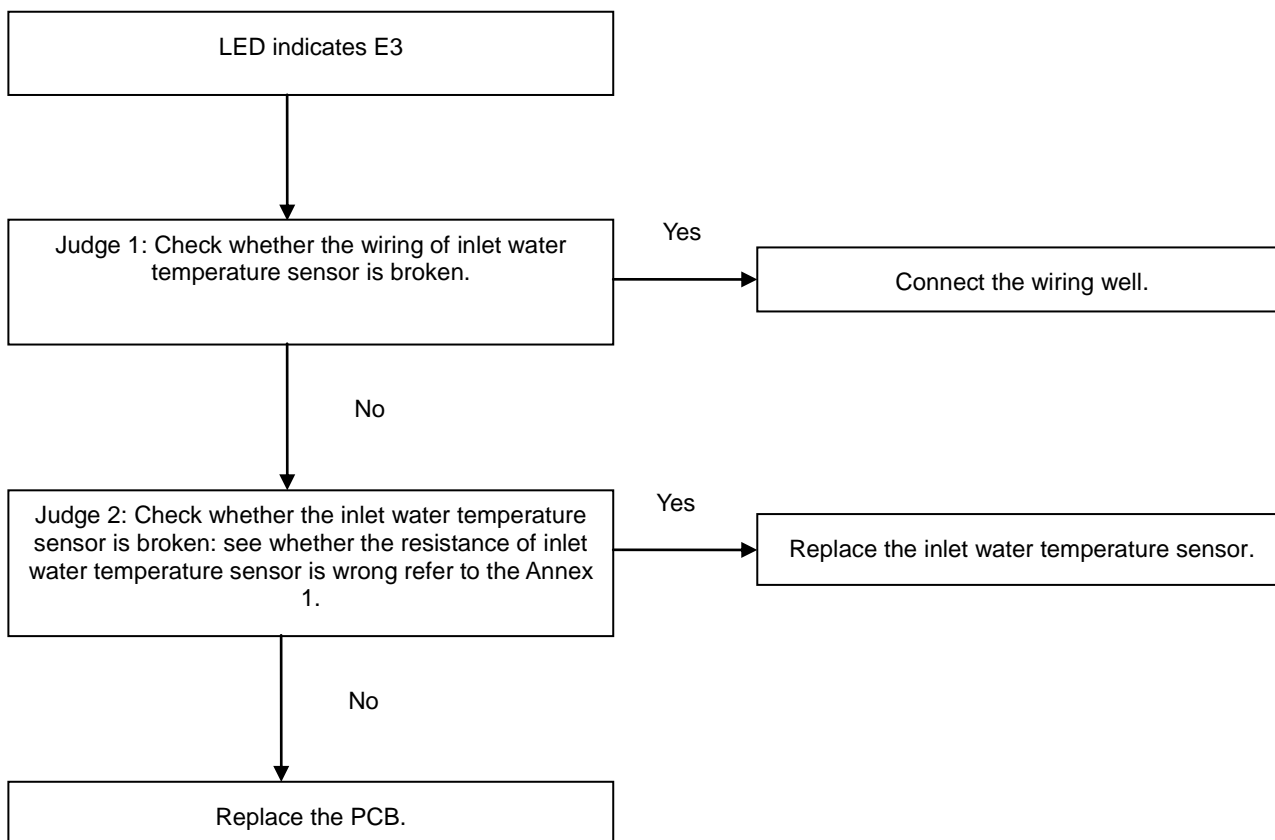 LED indicates E3
Judge 1: Check whether the wiring of inlet water
temperature sensor is broken.
Yes
Connect the wiring well.
No
Judge 2: Check whether the inlet water temperature
sensor is broken: see whether the resistance of inlet
water temperature sensor is wrong refer to the Annex
1.
Yes
Replace the inlet water temperature sensor.
No
Replace the PCB.